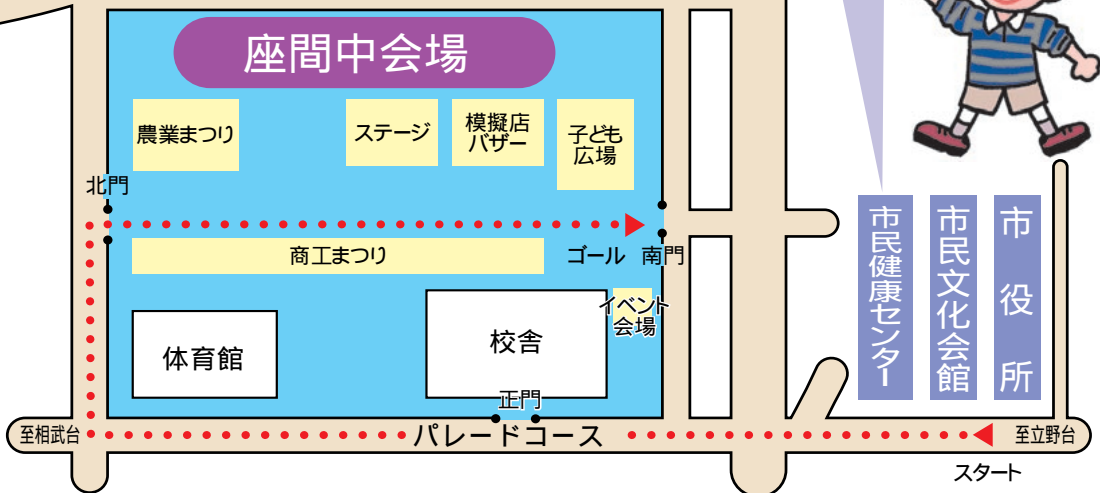 座間中会場
農業まつり
ステージ
模擬店
バザー
子ども
広場
北門
商工まつり
ゴール
南門
イベント
会場
体育館
校舎
正門
市民健康センター
市民文化会館
市役所
至相武台
パレードコース
至立野台
スタート